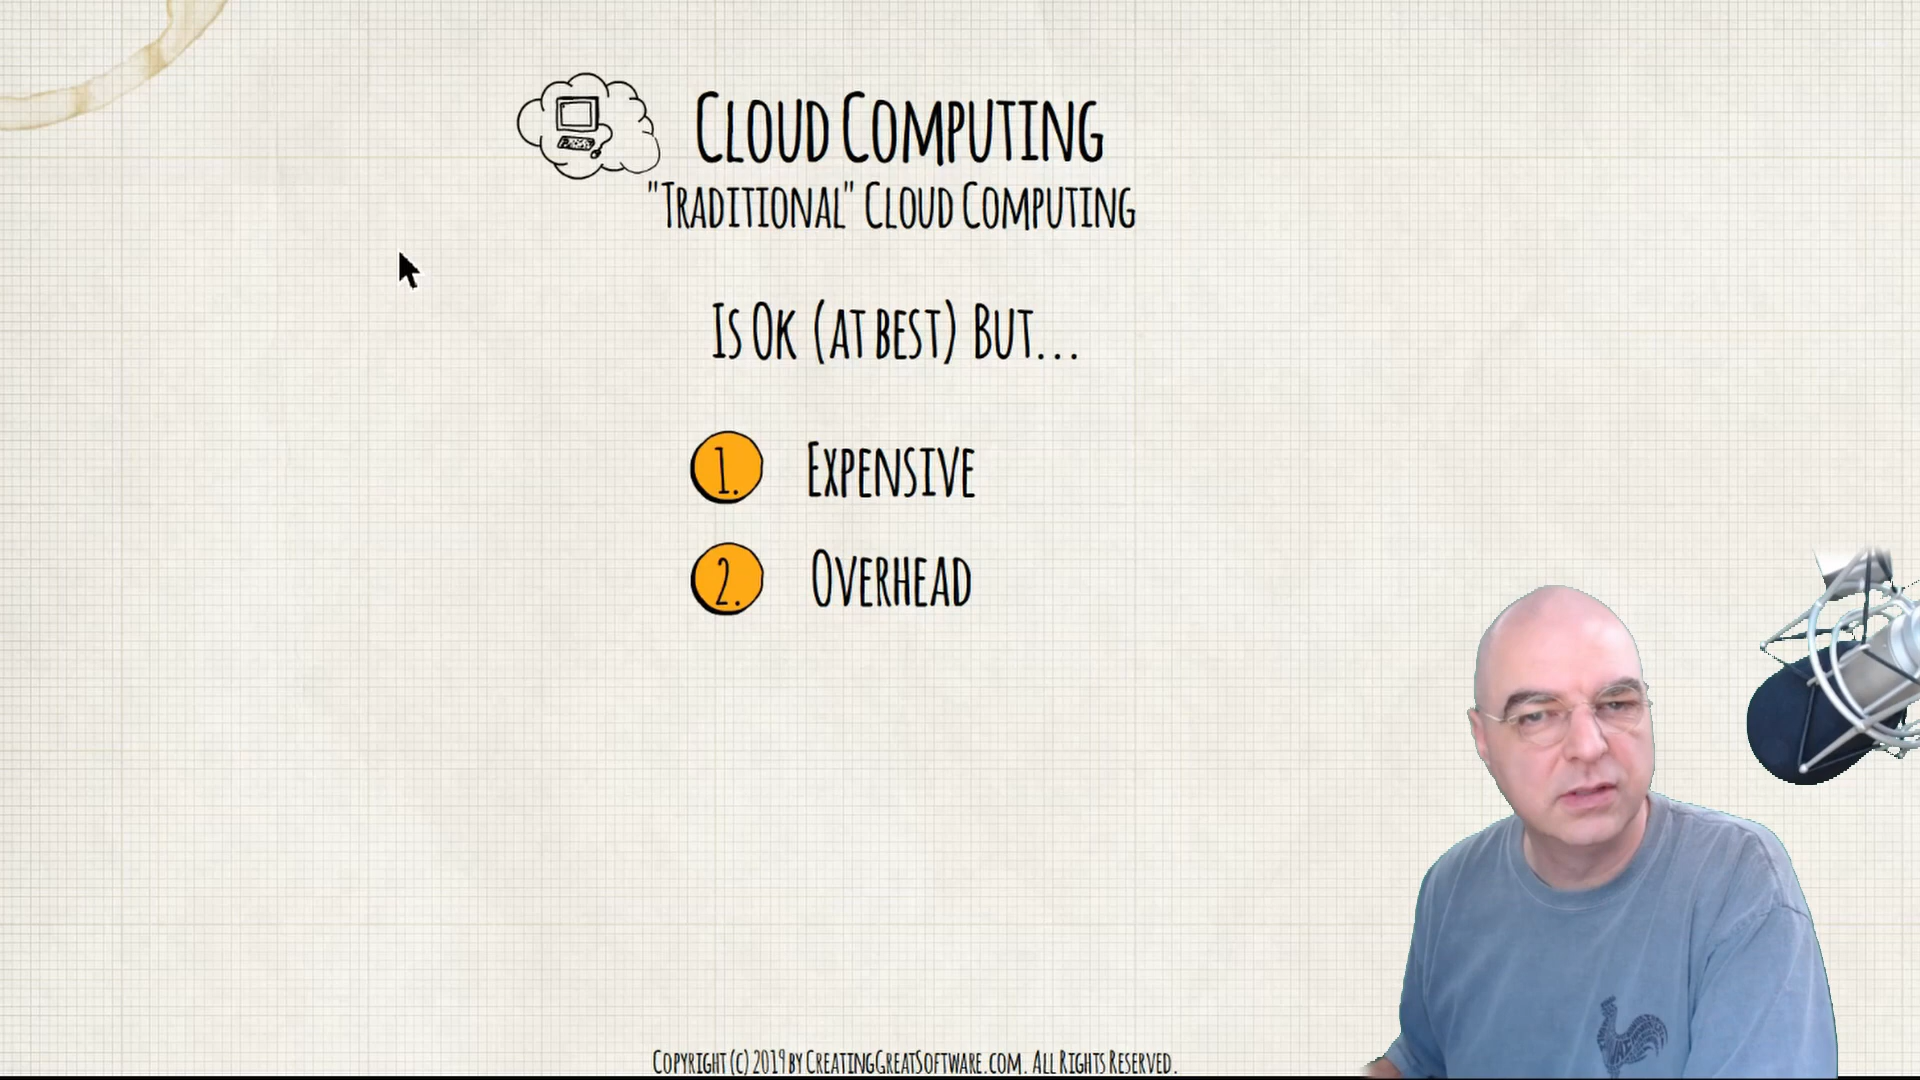 Cloud Computing
"Traditional" Cloud Computing
Is Ok (at best) But...
1. Expensive
2. Overhead
Copyright (c) 2019 by CreatingGreatSoftware.com. All Rights Reserved.